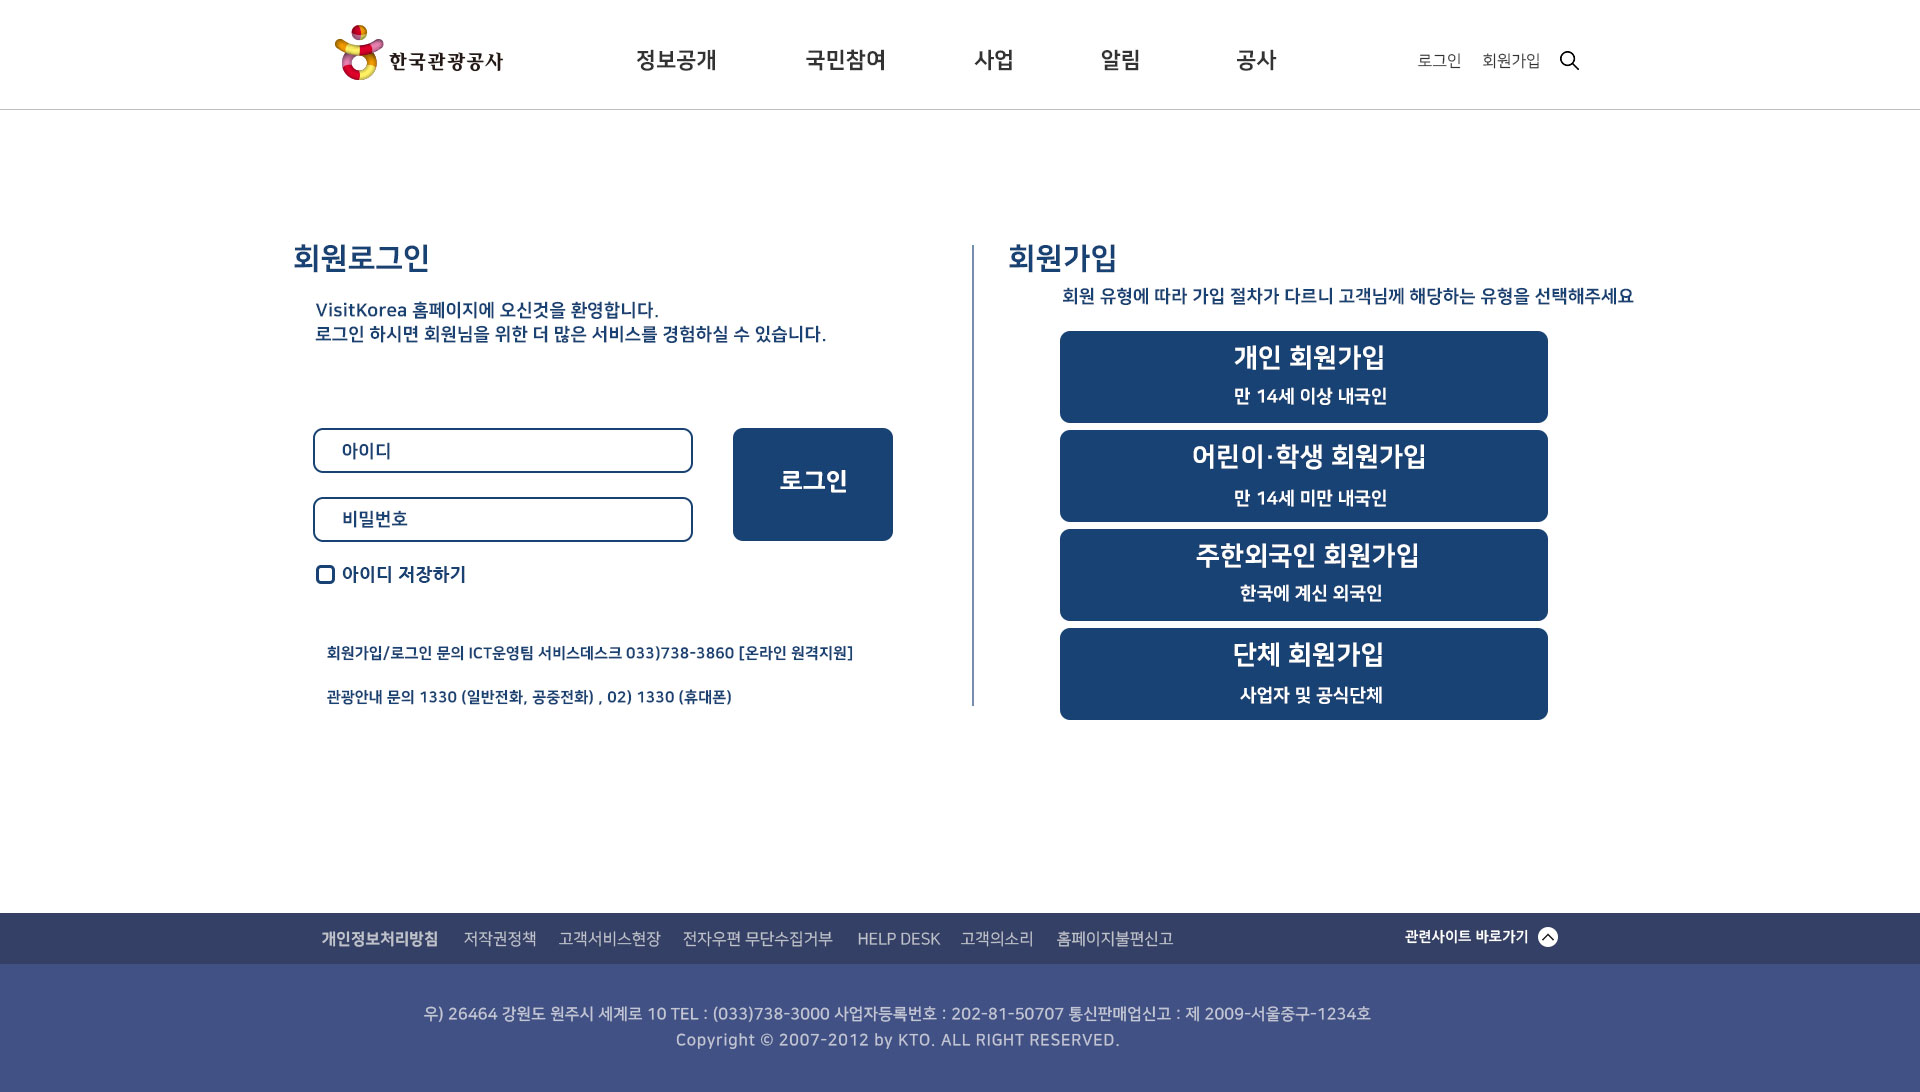 한국관광공사
정보공개 국민참여 사업 알림 공사 로그인 회원가입
회원로그인
VisitKorea 홈페이지에 오신것을 환영합니다.
로그인 하시면 회원님을 위한 더 많은 서비스를 경험하실 수 있습니다.
아이디
비밀번호
로그인
아이디 저장하기
회원가입/로그인 문의 ICT운영팀 서비스데스크 033)738-3860 [온라인 원격지원]
관광안내 문의 1330 (일반전화, 공중전화) , 02) 1330 (휴대폰)
회원가입
회원 유형에 따라 가입 절차가 다르니 고객님께 해당하는 유형을 선택해주세요
개인 회원가입
만 14세 이상 내국인
어린이·학생 회원가입
만 14세 미만 내국인
주한외국인 회원가입
한국에 계신 외국인
단체 회원가입
사업자 및 공식단체
개인정보처리방침 저작권정책 고객서비스현장 전자우편 무단수집거부 HELP DESK 고객의소리 홈페이지불편신고 관련사이트 바로가기
우) 26464 강원도 원주시 세계로 10 TEL : (033)738-3000 사업자등록번호 : 202-81-50707 통신판매업신고 : 제 2009-서울중구-1234호
Copyright © 2007-2012 by KTO. ALL RIGHT RESERVED.